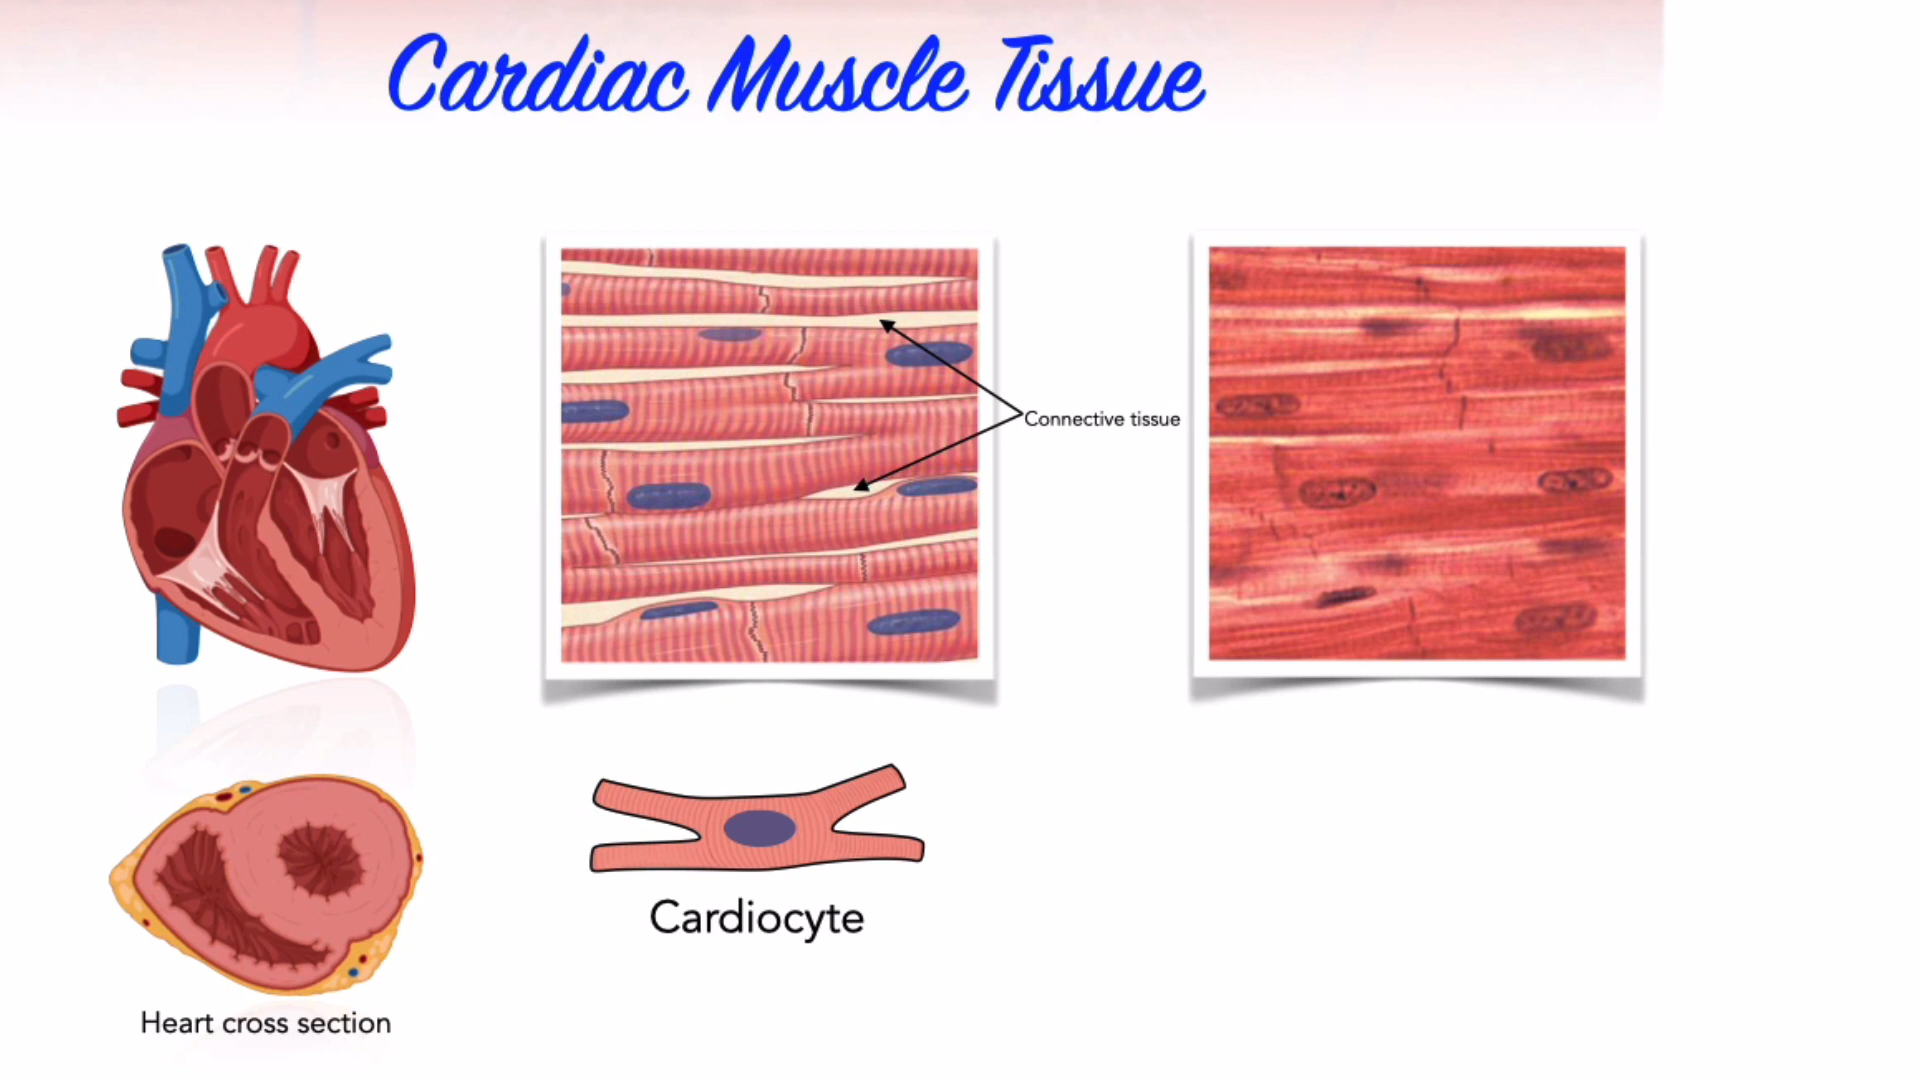 Cardiac Muscle Tissue
Connective tissue
Cardiocyte
Heart cross section